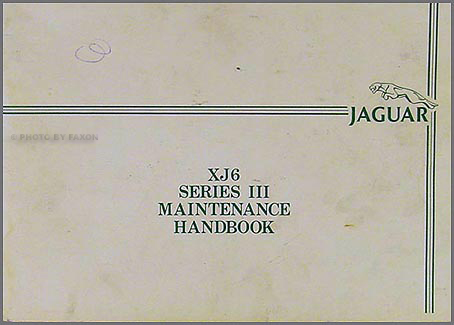 JAGUAR
© PHOTO BY FAXON
XJ6
SERIES III
MAINTENANCE
HANDBOOK